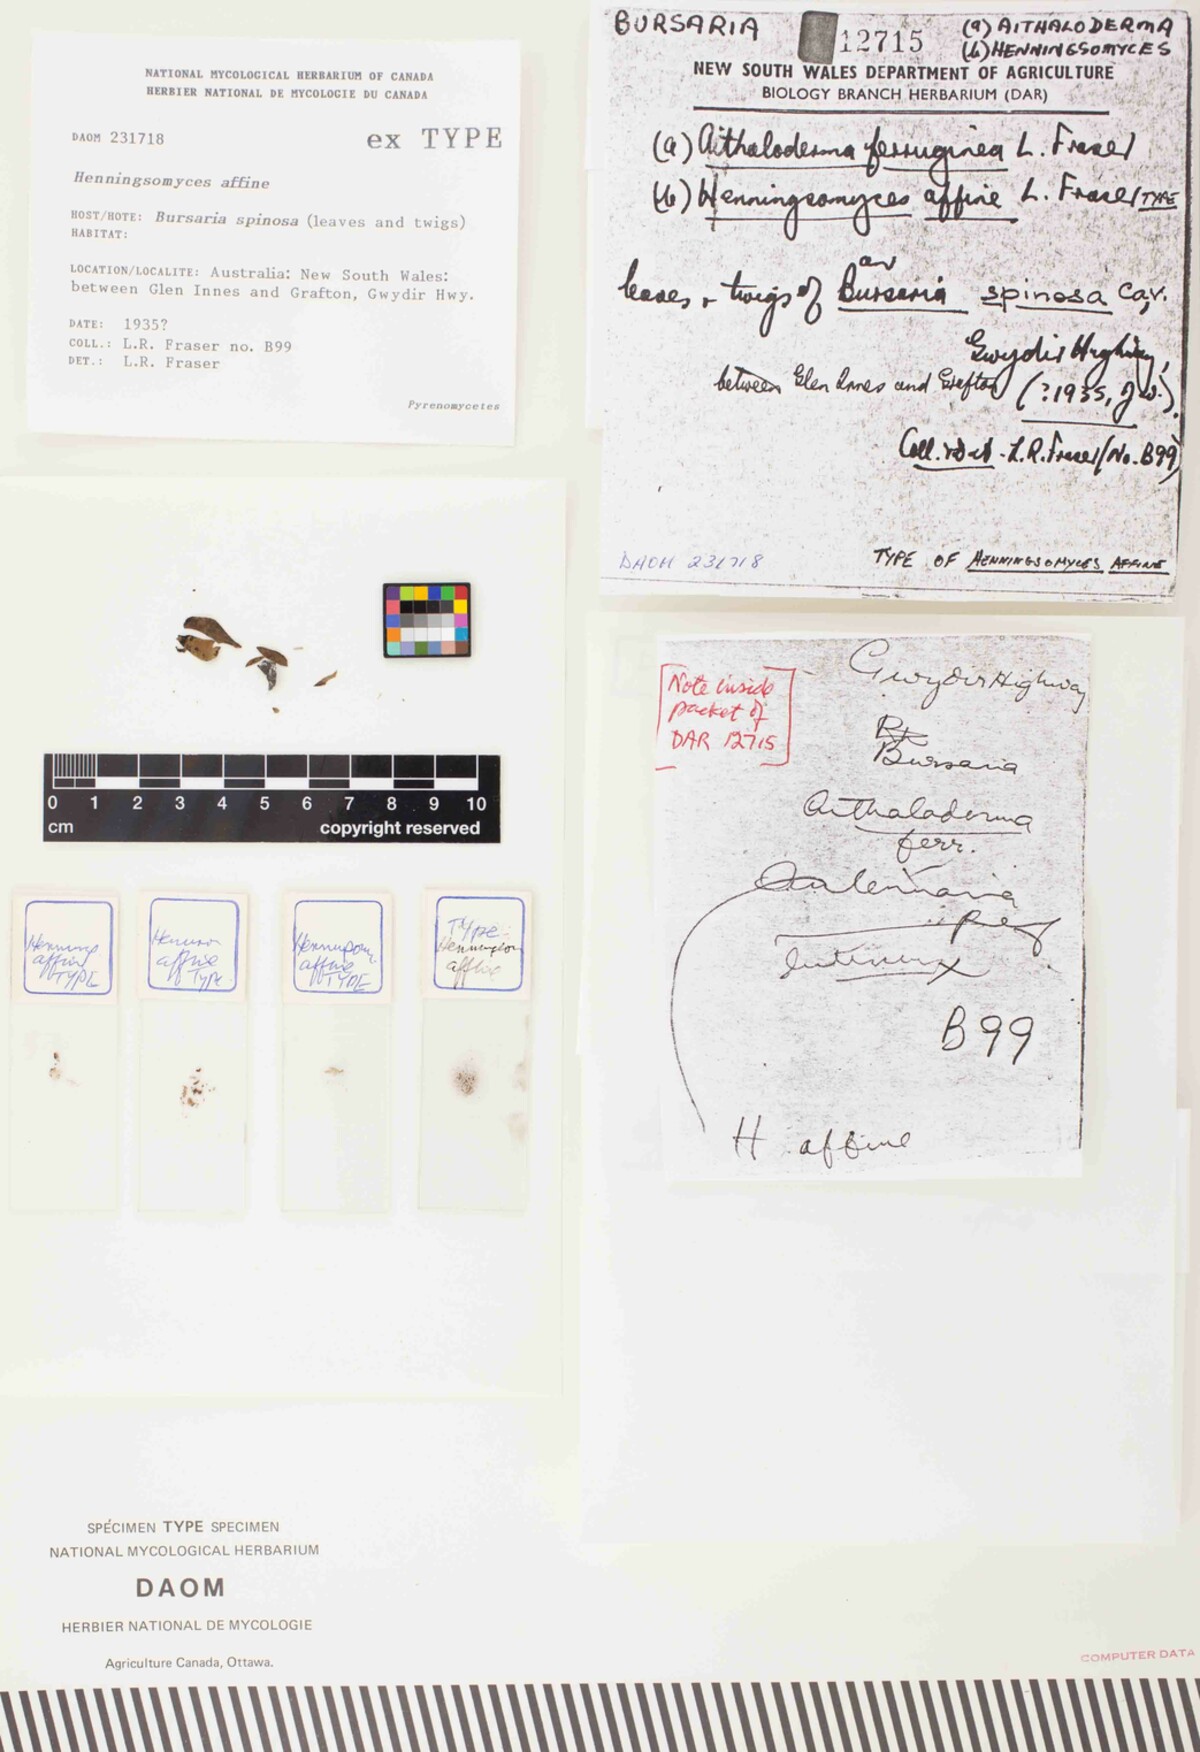 NATIONAL MYCOLOGICAL HERBARIUM OF CANADA
HERBIER NATIONAL DE MYCOLOGIE DU CANADA
DAOM 231718
ex TYPE
Henningsomyces affine
HOST/HOTE: Bursaria spinosa (leaves and twigs)
HABITAT:
LOCATION/LOCALITE: Australia: New South Wales:
between Glen Innes and Grafton, Gwydir Hwy.
DATE: 1935?
COLL.: L.R. Fraser no. B99
DET.: L.R. Fraser
Pyrenomycetes
BURSARIA
12715
(a) AITHALODERMA
(b) HENNINGSOMYCES
NEW SOUTH WALES DEPARTMENT OF AGRICULTURE
BIOLOGY BRANCH HERBARIUM (DAR)
(a) Aithaloderma ferruginea L. Fraser
(b) Henningsomyces affine L. Fraser TYPE
ar
leaves & twigs of Bursaria spinosa Cav.
Gwydir Highway,
between Glen Innes and Grafton (?1935, J.W.).
Coll. & Det. L.R. Fraser (No. B99)
DAOM 231718
TYPE OF HENNINGSOMYCES AFFINE
Note inside
packet of
DAR 12715
Gwydir Highway
Bursaria
Aithaloderma
ferr.
B99
H affine
0 1 2 3 4 5 6 7 8 9 10
cm
copyright reserved
Hennings
affine
TYPE
affine
TYPE
affine
TYPE
TYPE
affine
SPÉCIMEN TYPE SPECIMEN
NATIONAL MYCOLOGICAL HERBARIUM
DAOM
HERBIER NATIONAL DE MYCOLOGIE
Agriculture Canada, Ottawa.
COMPUTER DATA